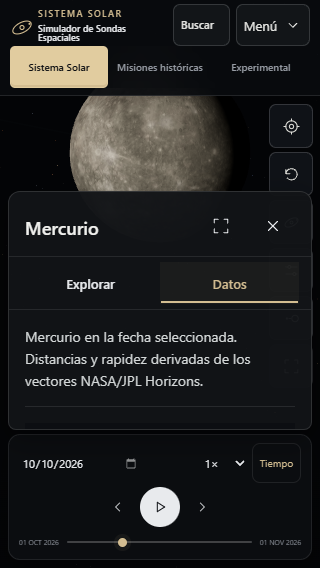 SISTEMA SOLAR
Simulador de Sondas
Espaciales
Buscar
Menú
Sistema Solar
Misiones históricas
Experimental
Mercurio
Explorar
Datos
Mercurio en la fecha seleccionada.
Distancias y rapidez derivadas de los
vectores NASA/JPL Horizons.
10/10/2026
1×
Tiempo
01 OCT 2026
01 NOV 2026